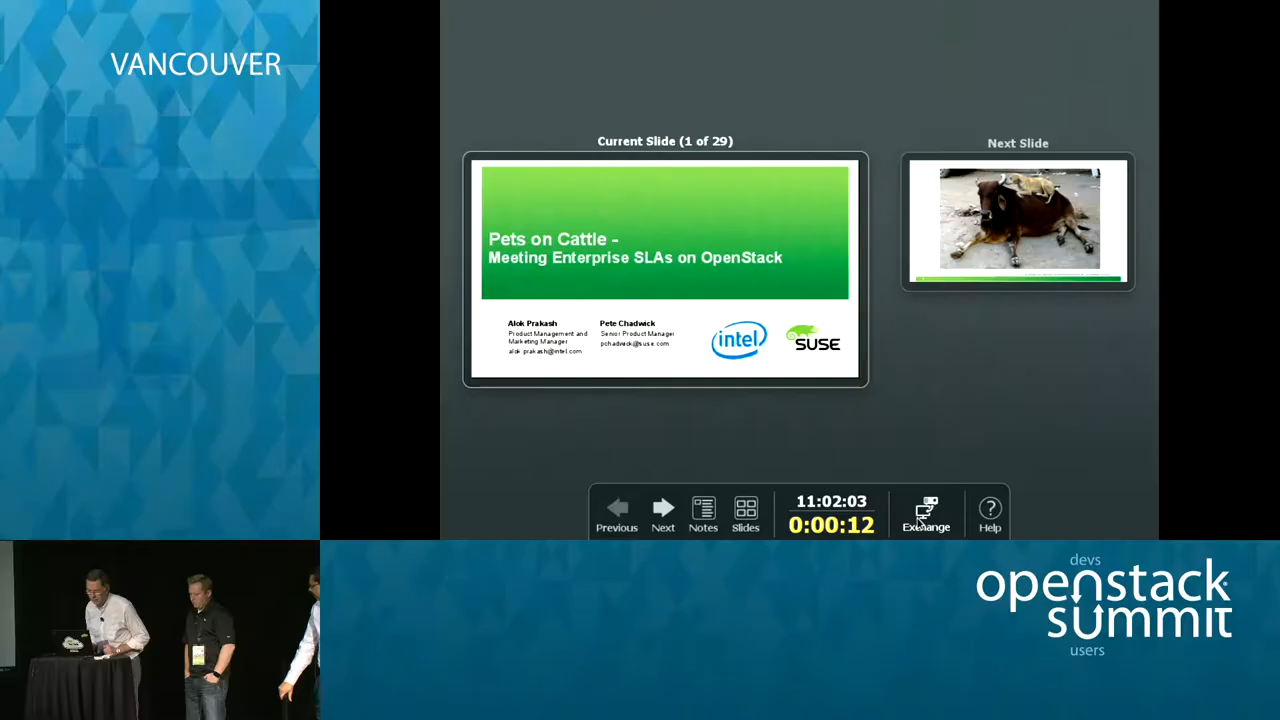 VANCOUVER
Current Slide (1 of 29)
Next Slide
Pets on Cattle -
Meeting Enterprise SLAs on OpenStack
Alok Prakash
Product Management and
Marketing Manager
alok.prakash@intel.com
Pete Chadwick
Senior Product Manager
pchadwick@suse.com
intel
SUSE
Previous
Next
Notes
Slides
11:02:03
0:00:12
Exchange
Help
devs
openstack
summit
users